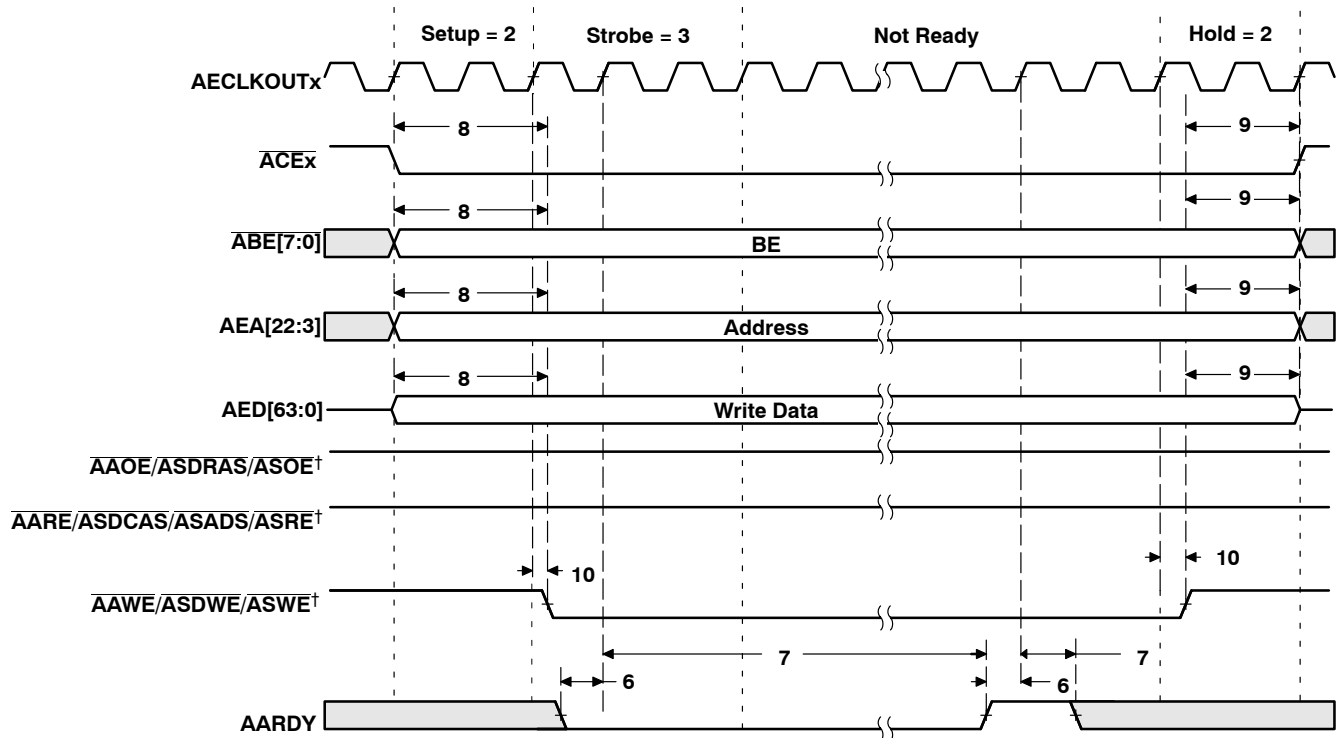 Setup = 2 Strobe = 3 Not Ready Hold = 2
AECLKOUTx
8 9
ACEx
8 9
ABE[7:0] BE
8 9
AEA[22:3] Address
8 9
AED[63:0] Write Data
AAOE/ASDRAS/ASOE†
AARE/ASDCAS/ASADS/ASRE†
10 10
AAWE/ASDWE/ASWE†
7 7
6 6
AARDY